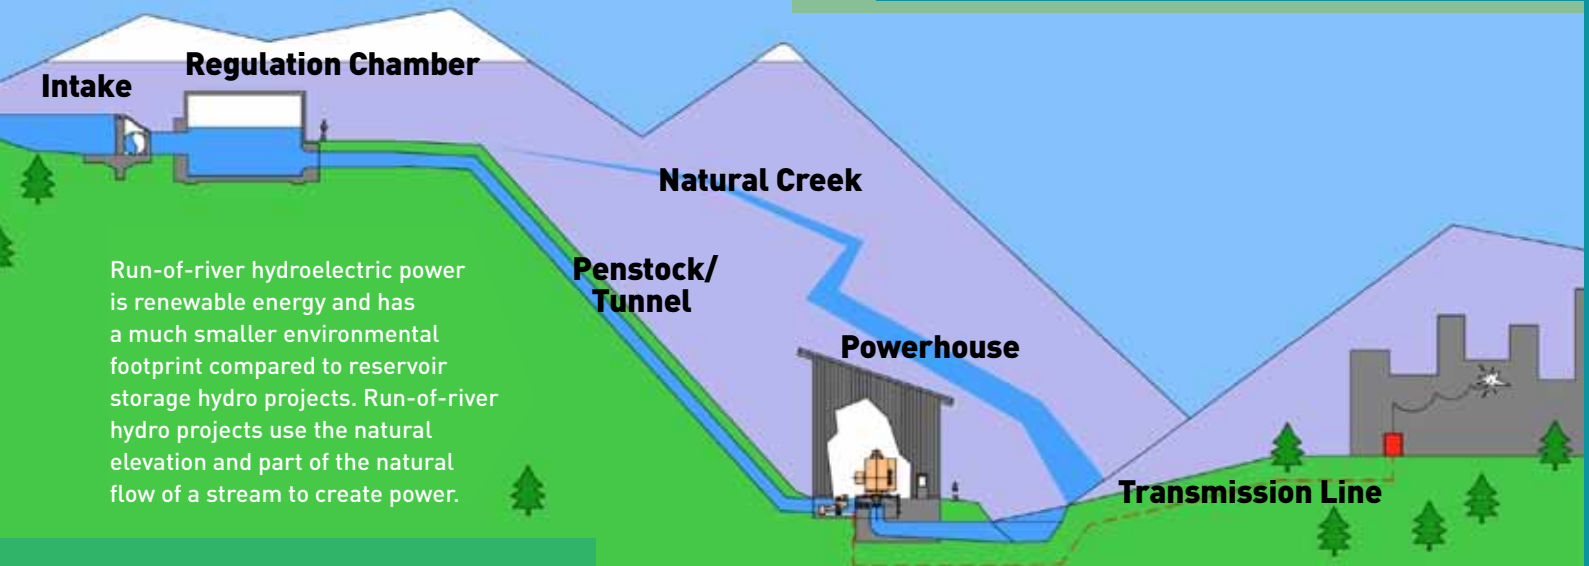 Intake
Regulation Chamber
Natural Creek
Penstock/
Tunnel
Powerhouse
Transmission Line
Run-of-river hydroelectric power
is renewable energy and has
a much smaller environmental
footprint compared to reservoir
storage hydro projects. Run-of-river
hydro projects use the natural
elevation and part of the natural
flow of a stream to create power.